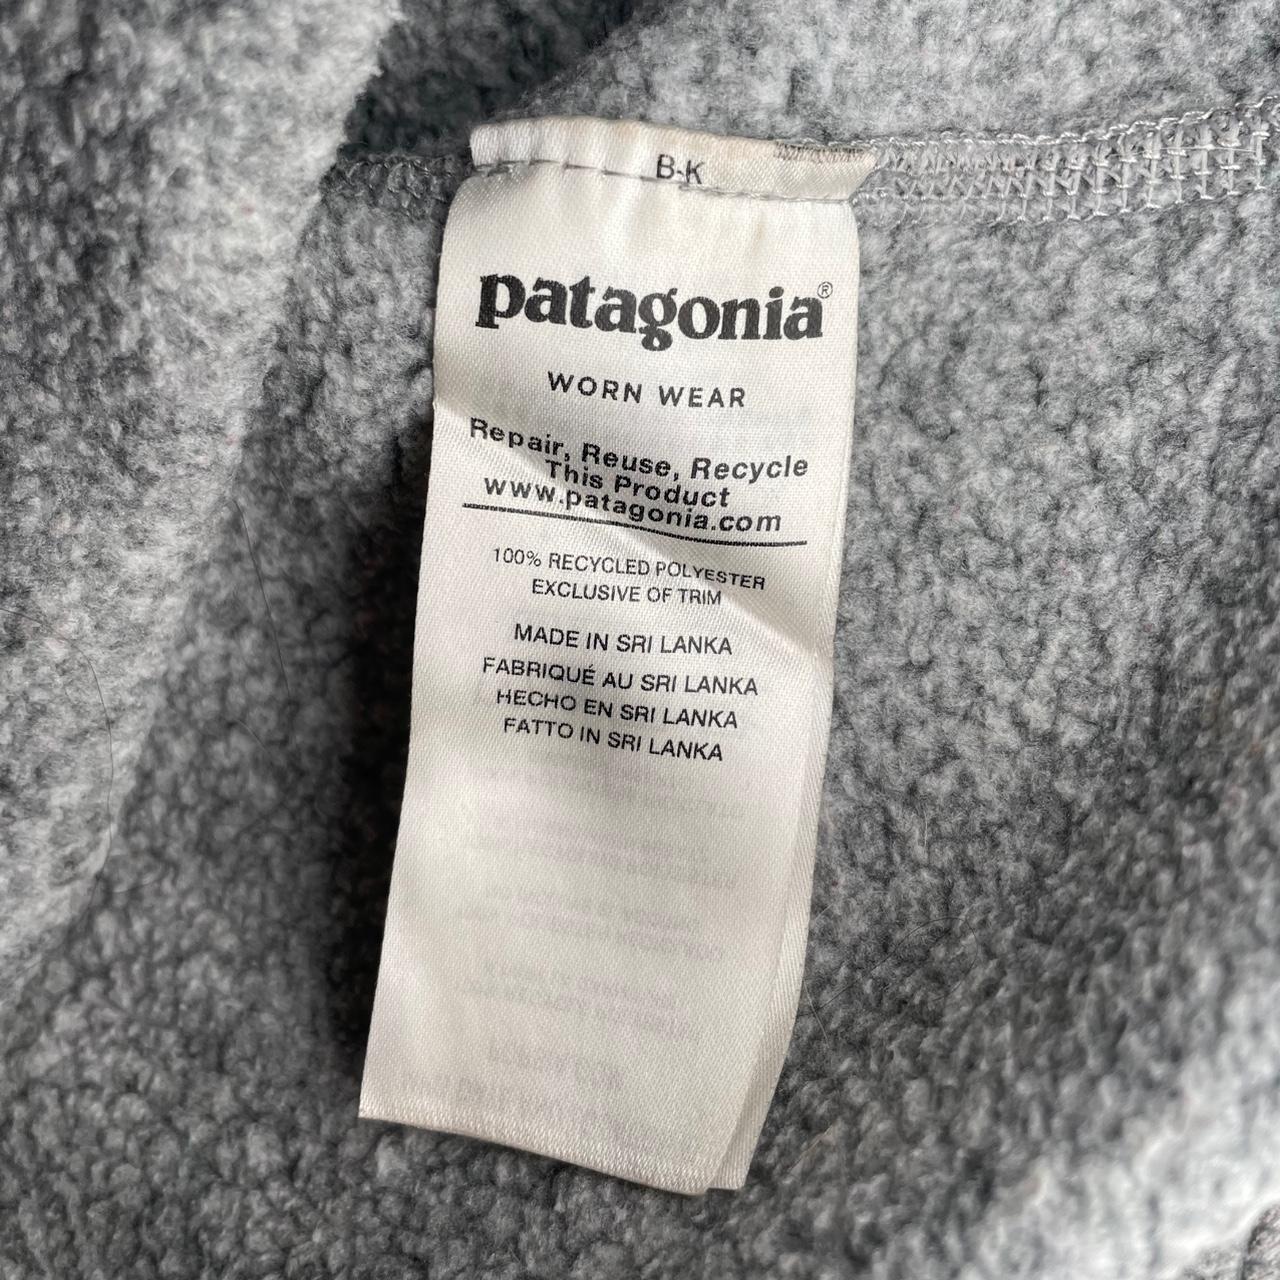 B-K
patagonia®
WORN WEAR
Repair, Reuse, Recycle
This Product
www.patagonia.com
100% RECYCLED POLYESTER
EXCLUSIVE OF TRIM
MADE IN SRI LANKA
FABRIQUÉ AU SRI LANKA
HECHO EN SRI LANKA
FATTO IN SRI LANKA